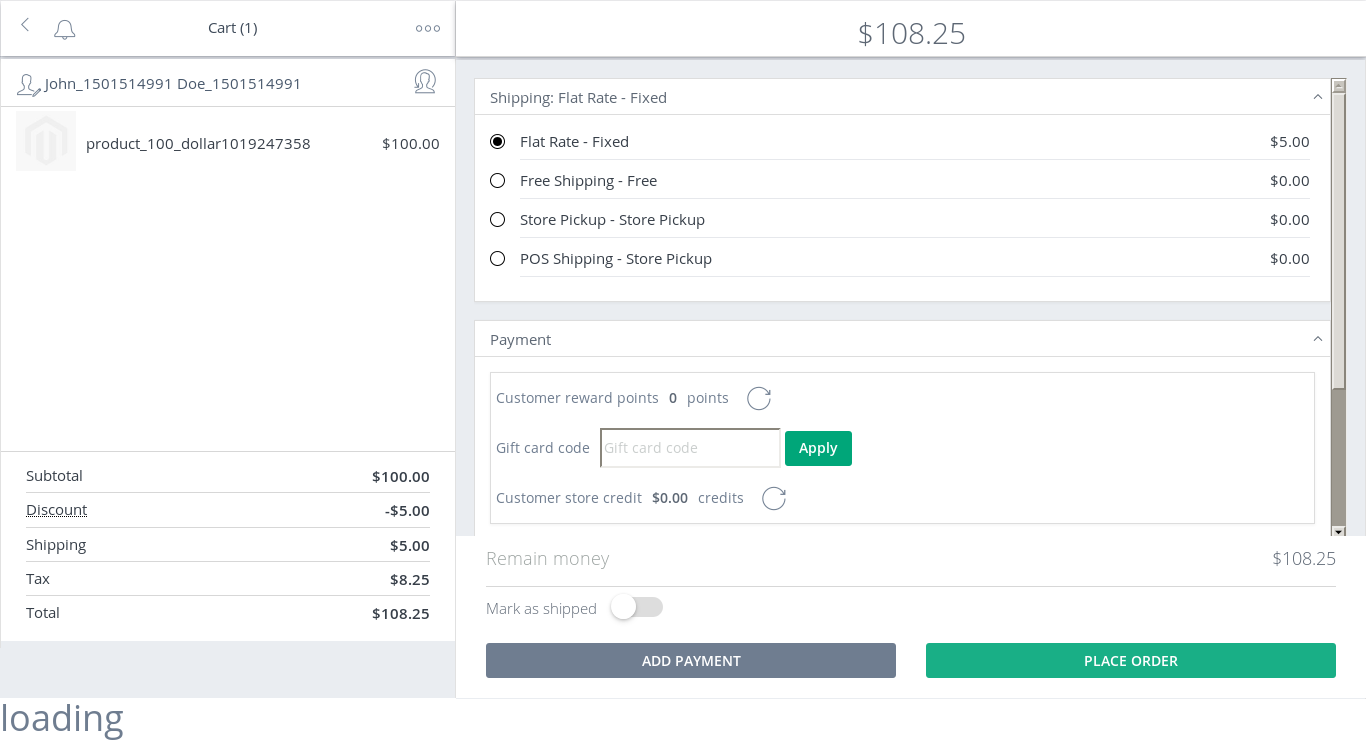 Cart (1)
John_1501514991 Doe_1501514991
product_100_dollar1019247358 $100.00
Subtotal $100.00
Discount -$5.00
Shipping $5.00
Tax $8.25
Total $108.25
$108.25
Shipping: Flat Rate - Fixed
Flat Rate - Fixed $5.00
Free Shipping - Free $0.00
Store Pickup - Store Pickup $0.00
POS Shipping - Store Pickup $0.00
Payment
Customer reward points 0 points
Gift card code Gift card code Apply
Customer store credit $0.00 credits
Remain money $108.25
Mark as shipped
ADD PAYMENT PLACE ORDER
loading